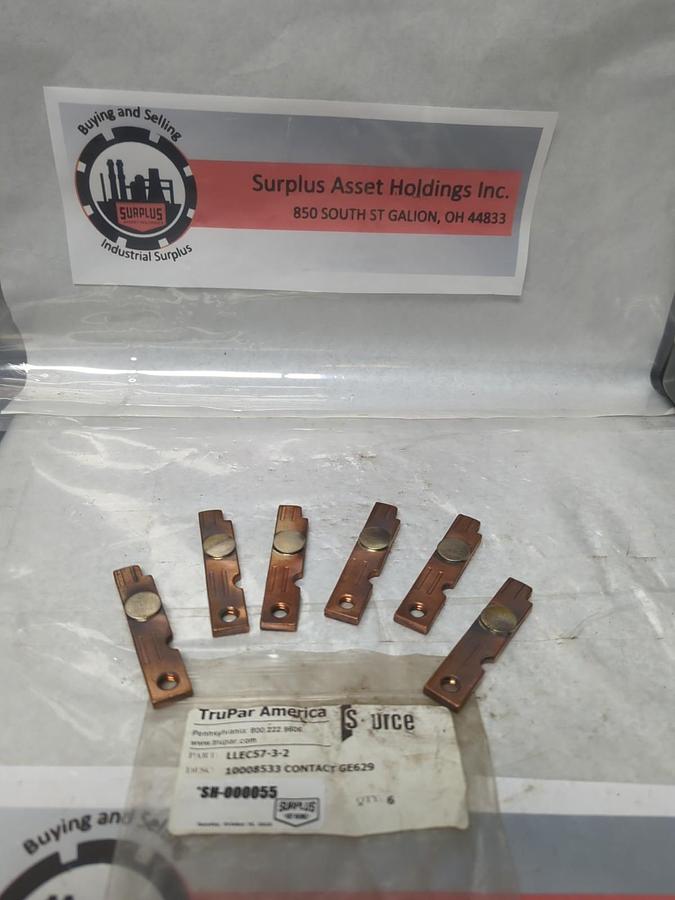 Buying and Selling
SURPLUS
Industrial Surplus
Surplus Asset Holdings Inc.
850 SOUTH ST GALION, OH 44833
TruPar America
Pennsylvania: 800.222.9606
www.trupar.com
PART: LLEC57-3-2
DESC: 10008533 CONTACT GE629
*SH-000055
SURPLUS
QTY: 6
Buying and Selling